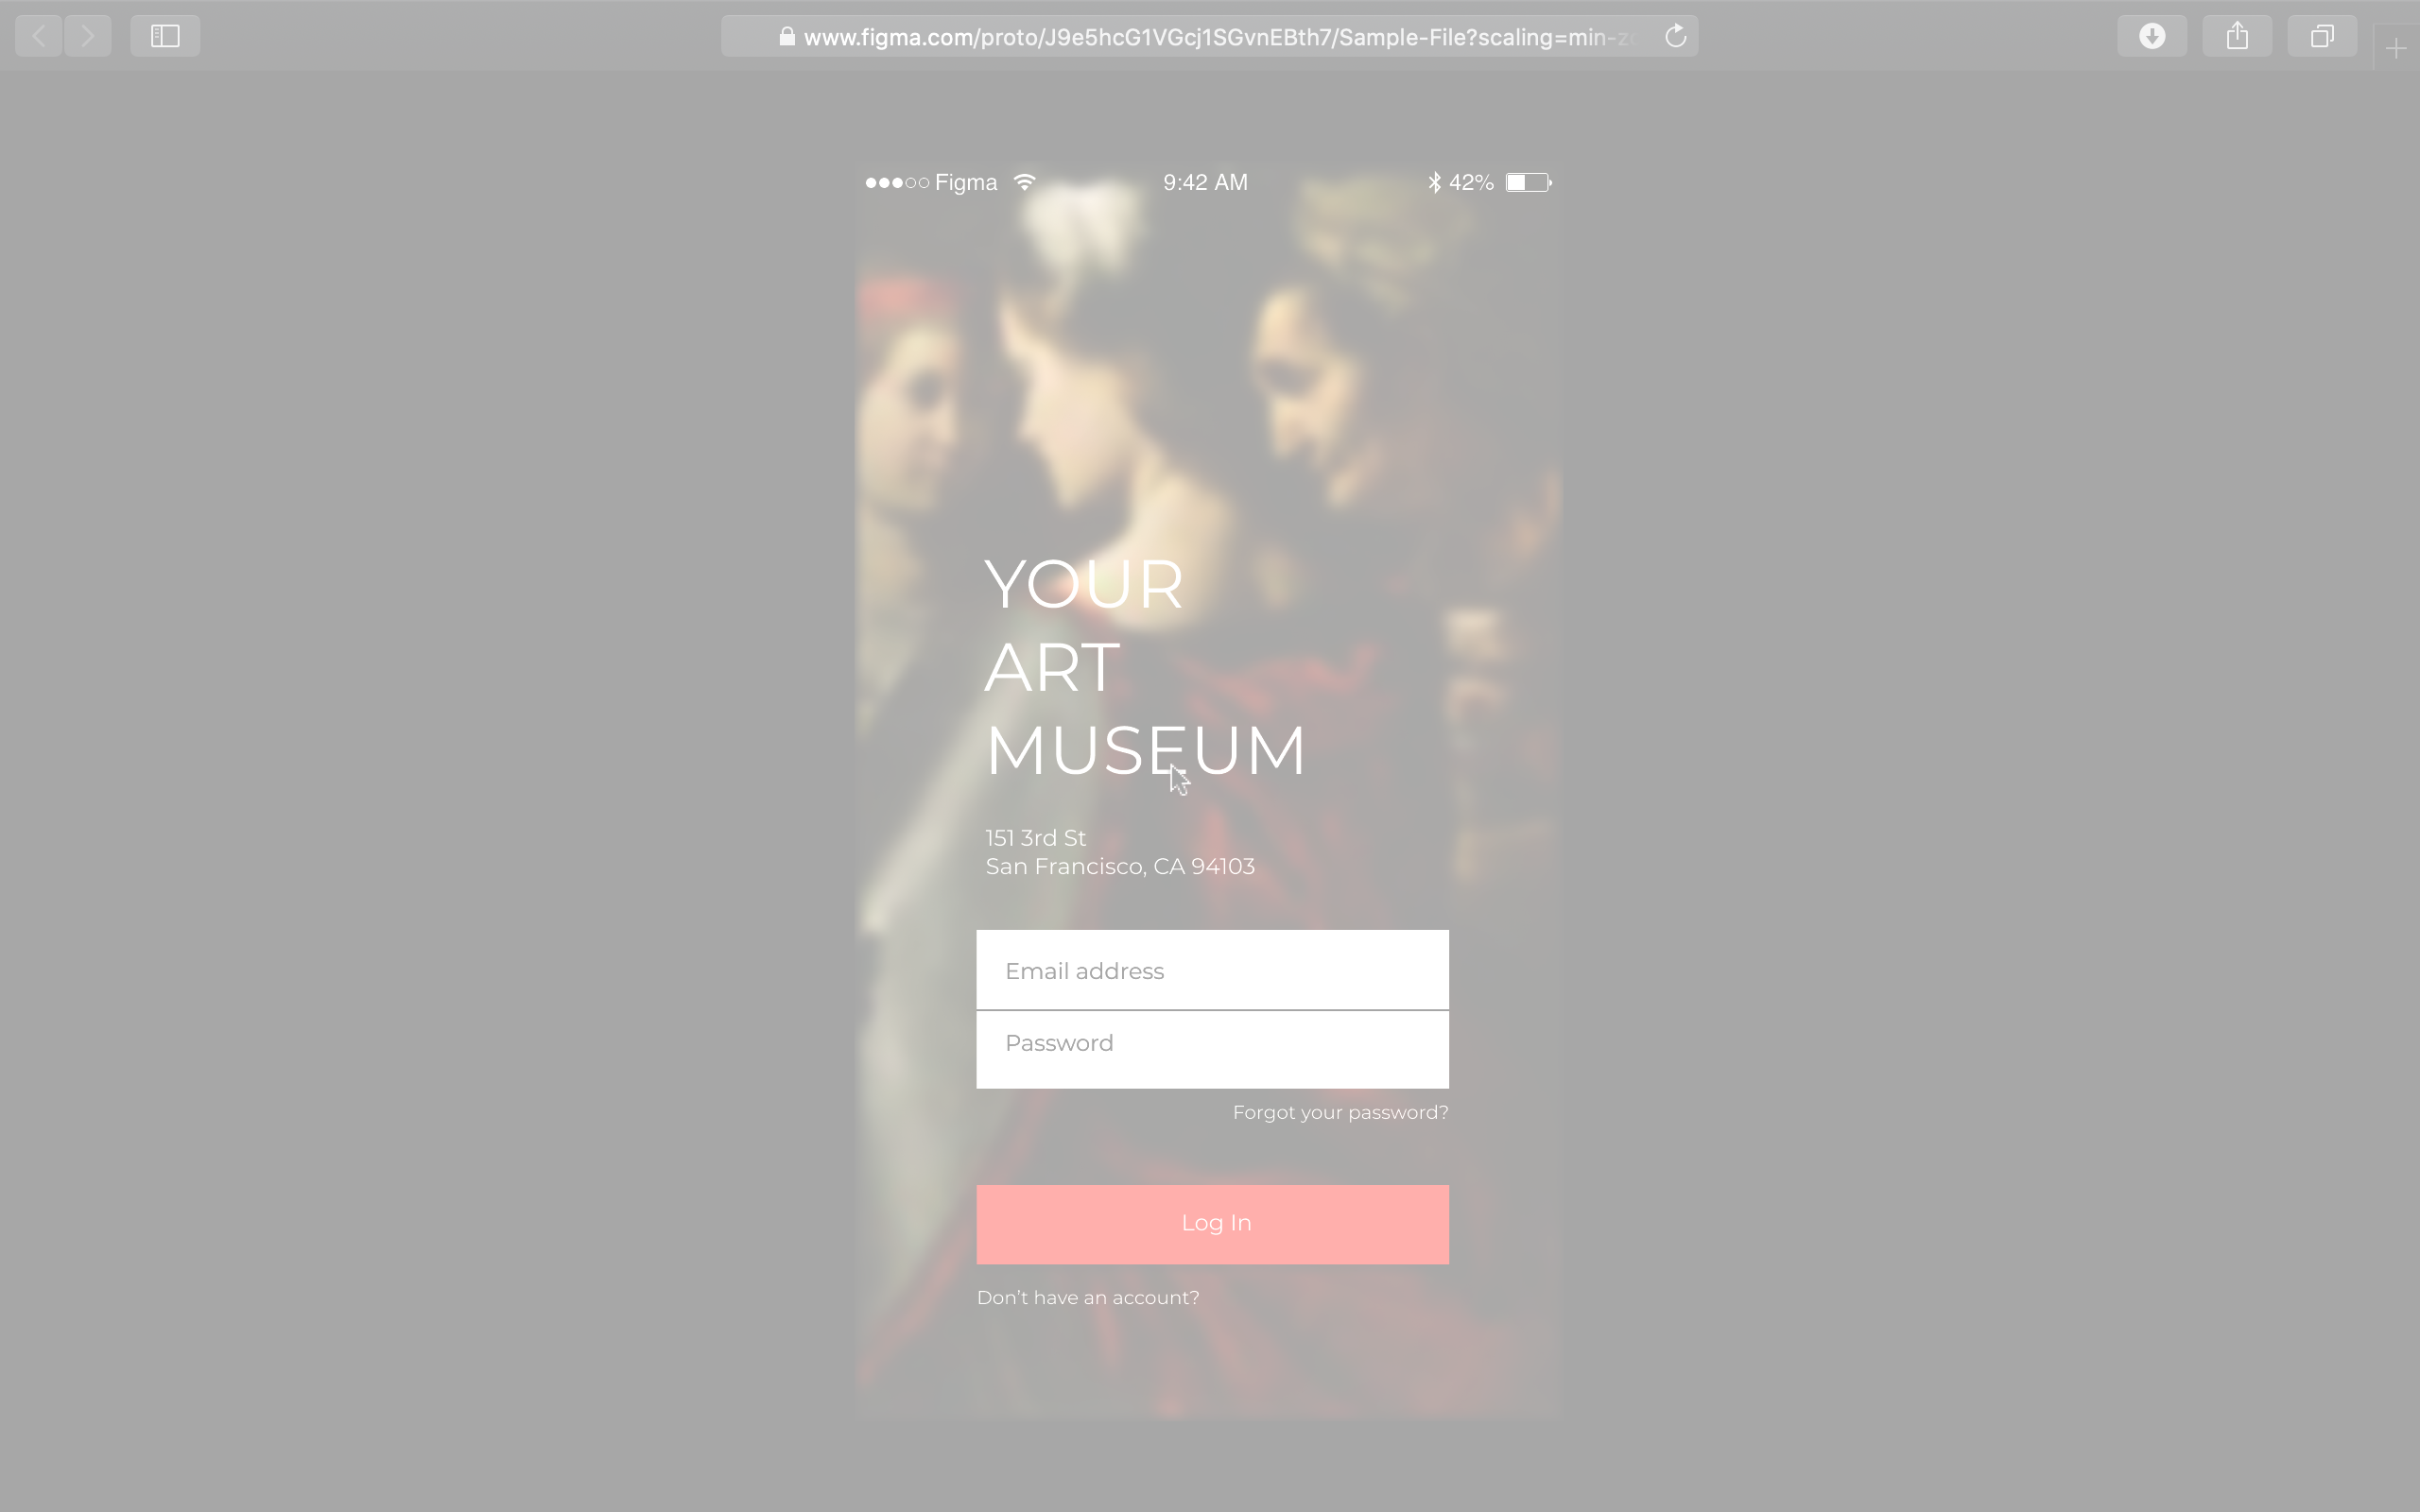 www.figma.com/proto/J9e5hcG1VGcj1SGvnEBth7/Sample-File?scaling=min-
Figma 9:42 AM 42%
YOUR
ART
MUSEUM
151 3rd St
San Francisco, CA 94103
Email address
Password
Forgot your password?
Log In
Don’t have an account?